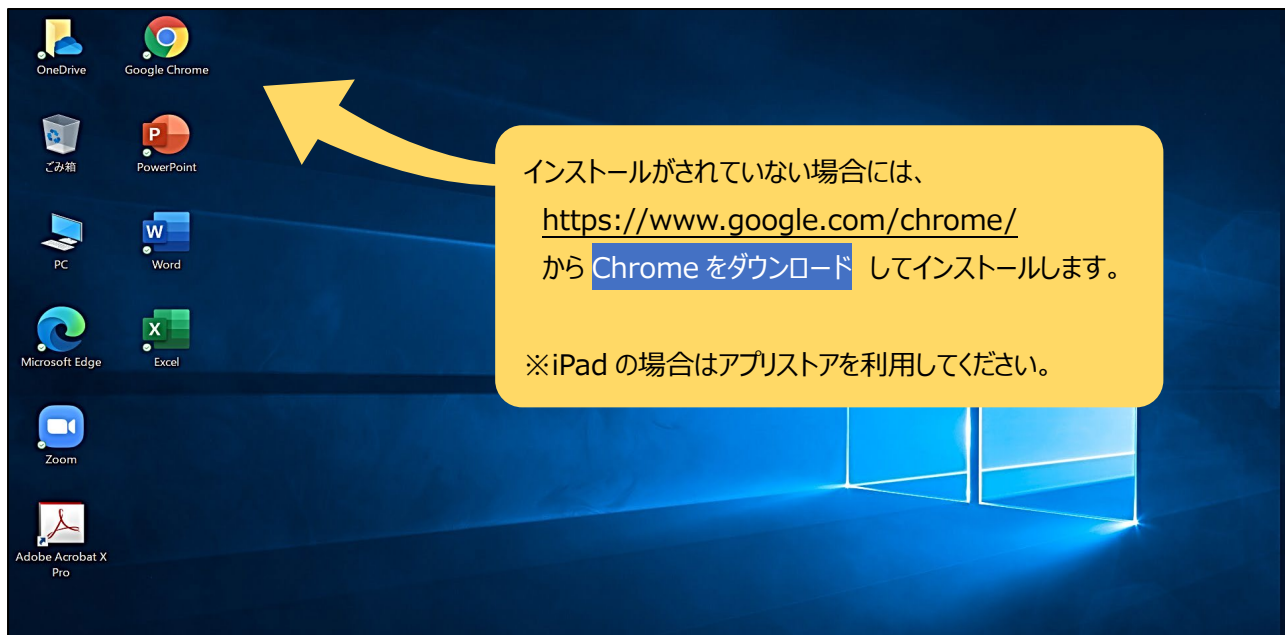 OneDrive
Google Chrome
ごみ箱
PowerPoint
PC
Word
Microsoft Edge
Excel
Zoom
Adobe Acrobat X
Pro
インストールがされていない場合には、
https://www.google.com/chrome/
から Chrome をダウンロード してインストールします。
※iPad の場合はアプリストアを利用してください。